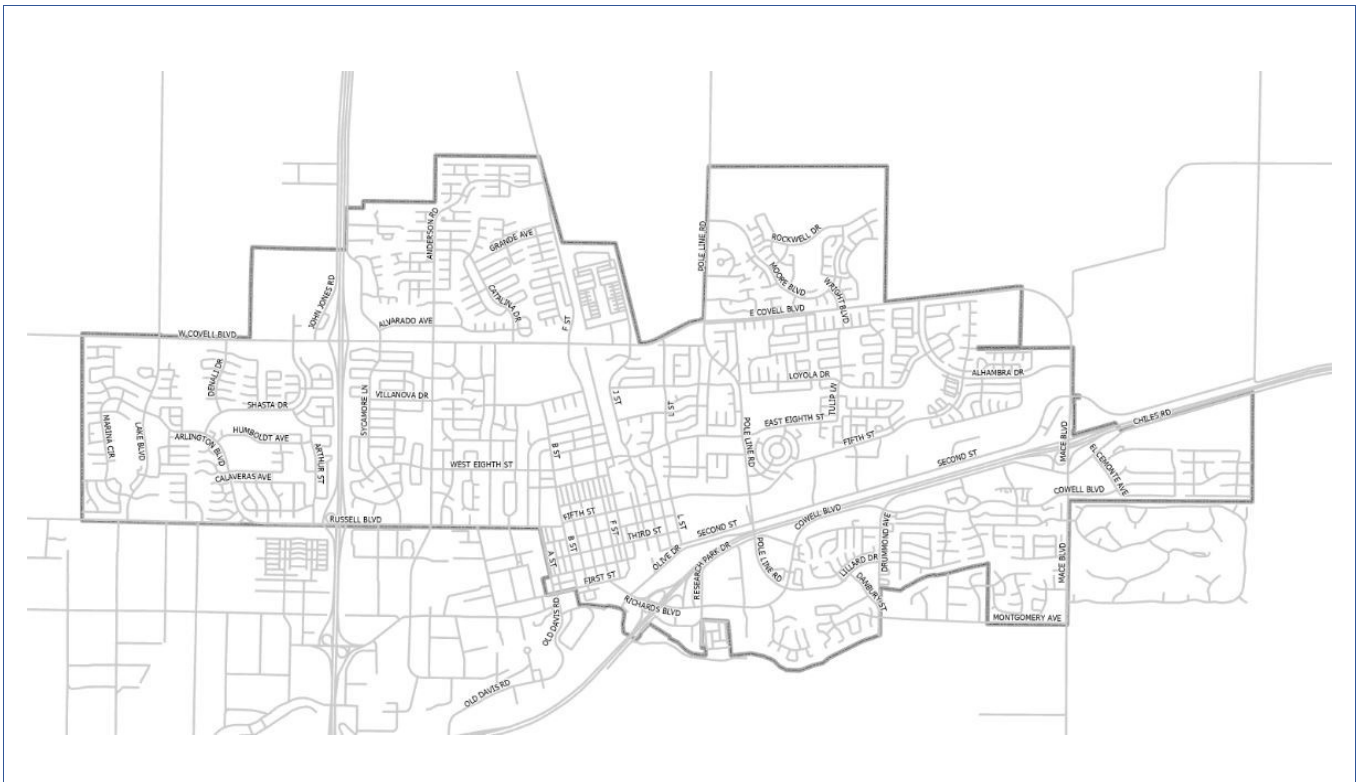 ANDERSON RD
GRANDE AVE
POLE LINE RD
ROCKWELL DR
MOORE BLVD
WRIGHT BLVD
JOHN JONES RD
CATALINA DR
E COVELL BLVD
ALVARADO AVE
F ST
W COVELL BLVD
DENALI DR
VILLANOVA DR
SYCAMORE LN
J ST
LOYOLA DR
ALHAMBRA DR
TULIP LN
SHASTA DR
MARINA CIR
LAKE BLVD
ARLINGTON BLVD
HUMBOLDT AVE
ARTHUR ST
CALAVERAS AVE
WEST EIGHTH ST
B ST
L ST
POLE LINE RD
EAST EIGHTH ST
FIFTH ST
MACE BLVD
CHILES RD
SECOND ST
EL CEMONTE AVE
COWELL BLVD
RUSSELL BLVD
FIFTH ST
F ST
B ST
A ST
THIRD ST
L ST
SECOND ST
COWELL BLVD
OLIVE DR
RESEARCH PARK DR
POLE LINE RD
LILLARD DR
DRUMMOND AVE
DANBURY ST
MACE BLVD
FIRST ST
RICHARDS BLVD
MONTGOMERY AVE
OLD DAVIS RD
OLD DAVIS RD